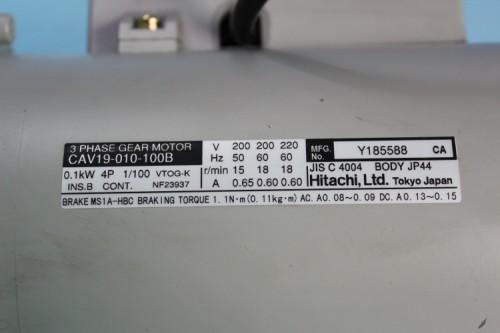 3 PHASE GEAR MOTOR
CAV19-010-100B
0.1kW 4P 1/100 VTOG-K
INS.B CONT. NF23937
V 200 200 220
Hz 50 60 60
r/min 15 18 18
A 0.65 0.60 0.60
MFG. No. Y185588 CA
JIS C 4004 BODY JP44
Hitachi, Ltd. Tokyo Japan
BRAKE MS1A-HBC BRAKING TORQUE 1.1N·m(0.11kg·m) AC.A0.08~0.09 DC.A0.13~0.15